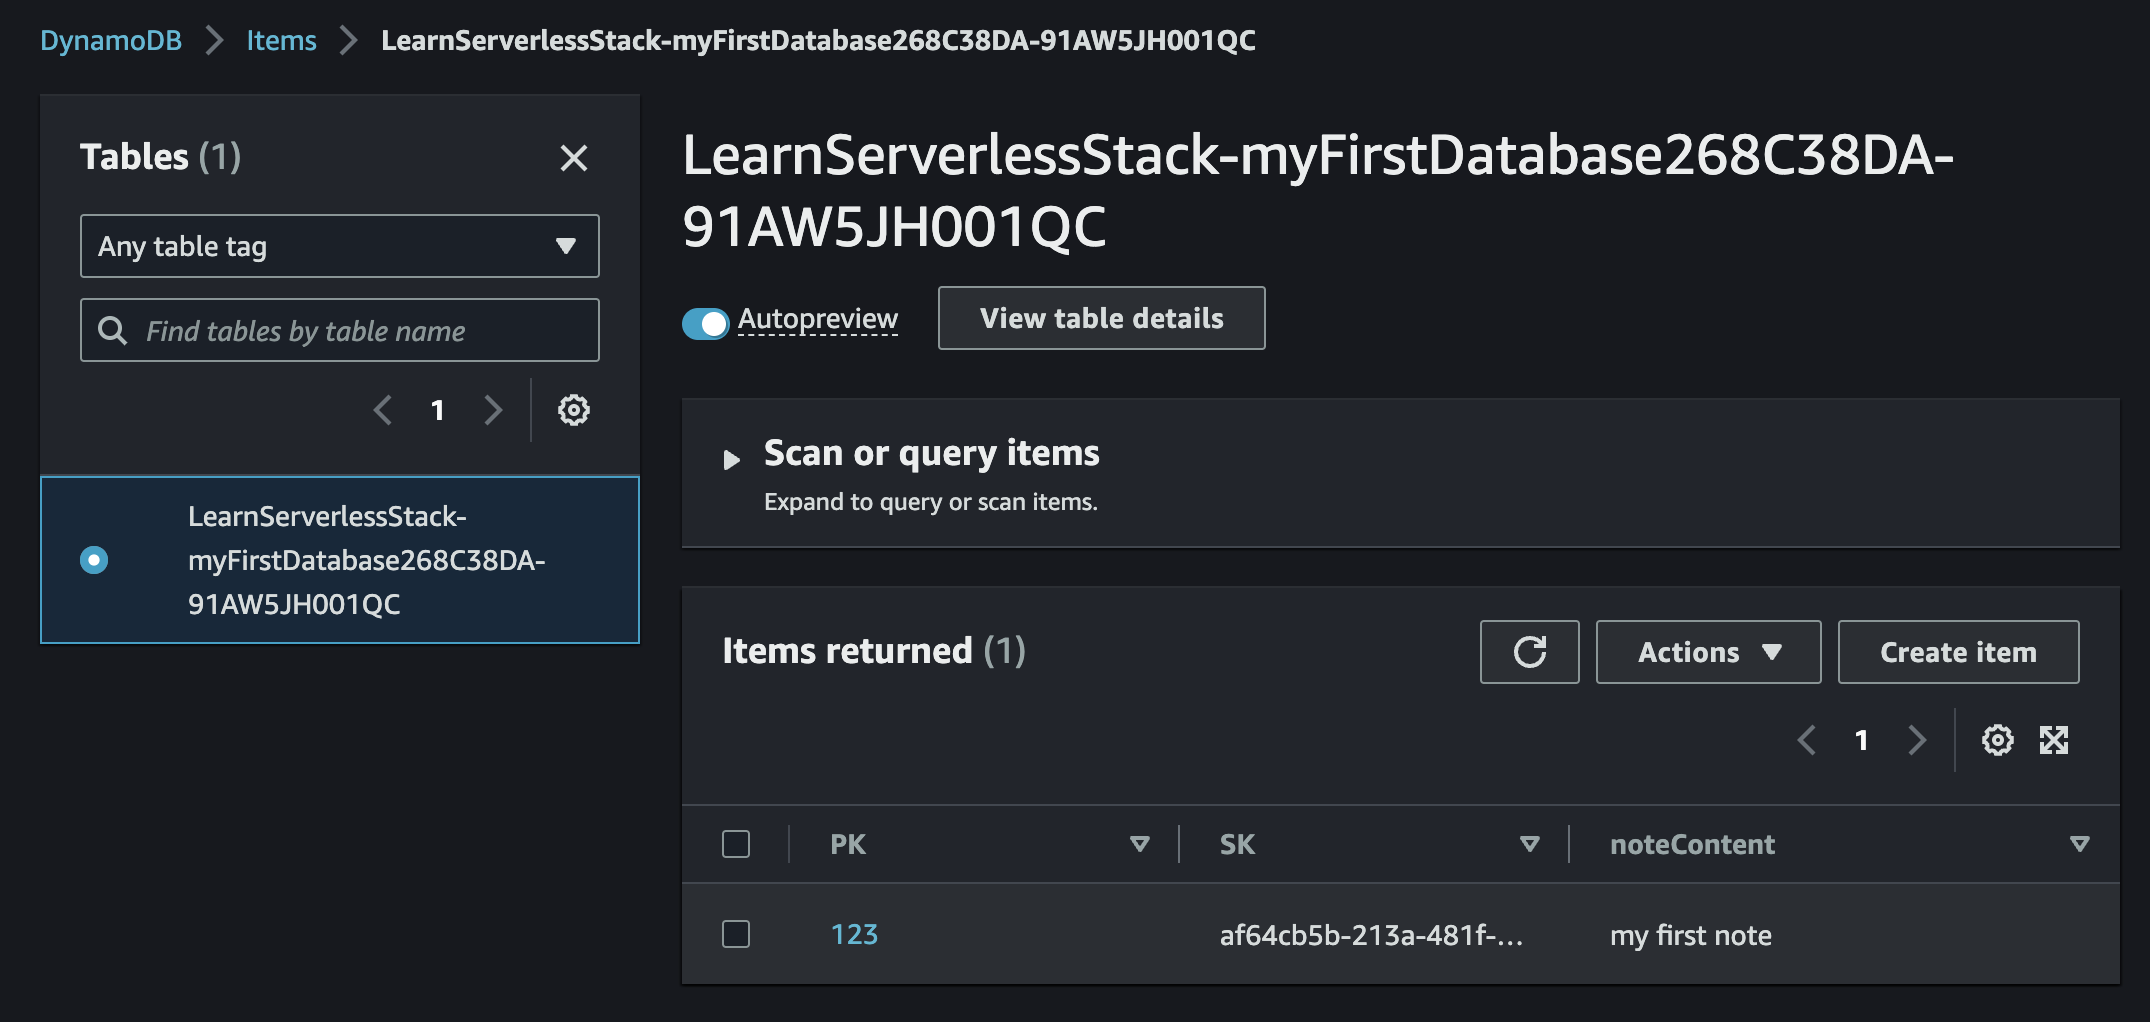 DynamoDB > Items > LearnServerlessStack-myFirstDatabase268C38DA-91AW5JH001QC
Tables (1)
Any table tag
Find tables by table name
1
LearnServerlessStack-
myFirstDatabase268C38DA-
91AW5JH001QC
LearnServerlessStack-myFirstDatabase268C38DA-
91AW5JH001QC
Autopreview View table details
Scan or query items
Expand to query or scan items.
Items returned (1) Actions Create item
1
PK SK noteContent
123 af64cb5b-213a-481f-... my first note